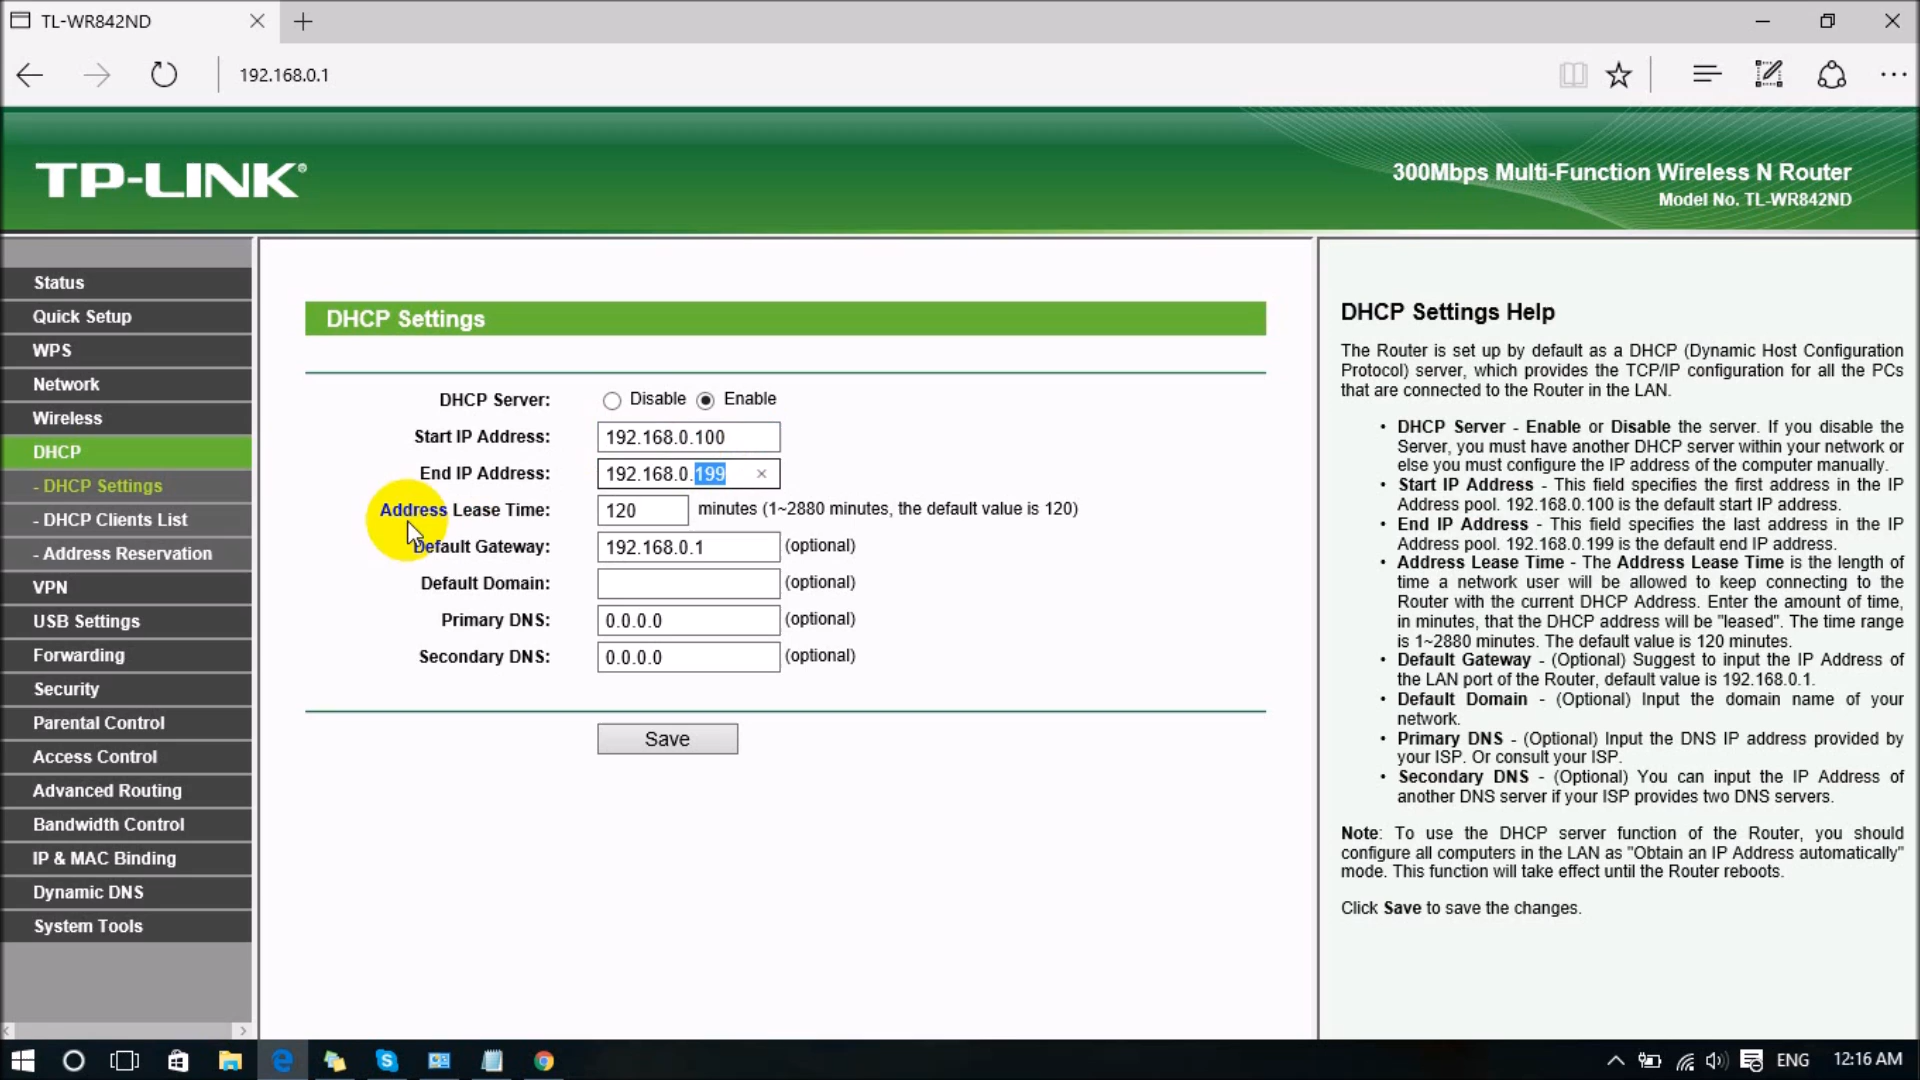 TL-WR842ND
192.168.0.1
TP-LINK®
300Mbps Multi-Function Wireless N Router
Model No. TL-WR842ND
Status
Quick Setup
WPS
Network
Wireless
DHCP
- DHCP Settings
- DHCP Clients List
- Address Reservation
VPN
USB Settings
Forwarding
Security
Parental Control
Access Control
Advanced Routing
Bandwidth Control
IP & MAC Binding
Dynamic DNS
System Tools
DHCP Settings
DHCP Server: Disable Enable
Start IP Address: 192.168.0.100
End IP Address: 192.168.0.199
Address Lease Time: 120 minutes (1~2880 minutes, the default value is 120)
Default Gateway: 192.168.0.1 (optional)
Default Domain: (optional)
Primary DNS: 0.0.0.0 (optional)
Secondary DNS: 0.0.0.0 (optional)
Save
DHCP Settings Help
The Router is set up by default as a DHCP (Dynamic Host Configuration
Protocol) server, which provides the TCP/IP configuration for all the PCs
that are connected to the Router in the LAN.
• DHCP Server - Enable or Disable the server. If you disable the
Server, you must have another DHCP server within your network or
else you must configure the IP address of the computer manually.
• Start IP Address - This field specifies the first address in the IP
Address pool. 192.168.0.100 is the default start IP address.
• End IP Address - This field specifies the last address in the IP
Address pool. 192.168.0.199 is the default end IP address.
• Address Lease Time - The Address Lease Time is the length of
time a network user will be allowed to keep connecting to the
Router with the current DHCP Address. Enter the amount of time,
in minutes, that the DHCP address will be "leased". The time range
is 1~2880 minutes. The default value is 120 minutes.
• Default Gateway - (Optional) Suggest to input the IP Address of
the LAN port of the Router, default value is 192.168.0.1.
• Default Domain - (Optional) Input the domain name of your
network.
• Primary DNS - (Optional) Input the DNS IP address provided by
your ISP. Or consult your ISP.
• Secondary DNS - (Optional) You can input the IP Address of
another DNS server if your ISP provides two DNS servers.
Note: To use the DHCP server function of the Router, you should
configure all computers in the LAN as "Obtain an IP Address automatically"
mode. This function will take effect until the Router reboots.
Click Save to save the changes.
ENG 12:16 AM